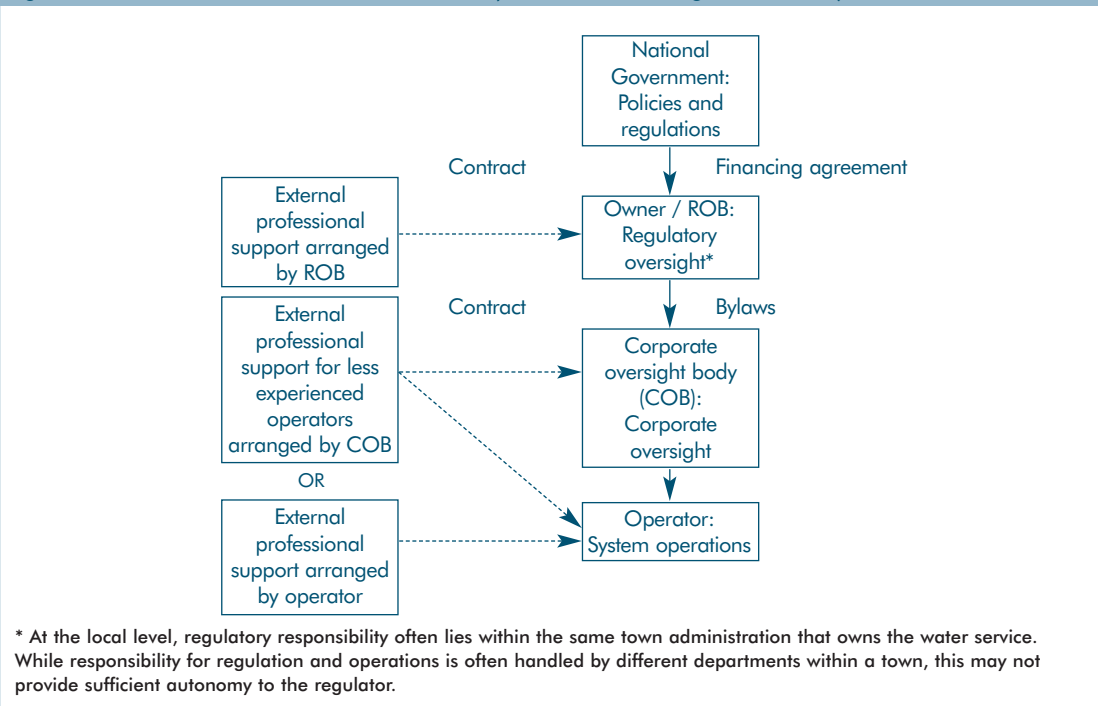 National
Government:
Policies and
regulations
Contract
Financing agreement
External
professional
support arranged
by ROB
Owner / ROB:
Regulatory
oversight*
External
professional
support for less
experienced
operators
arranged by COB
Contract
Bylaws
Corporate
oversight body
(COB):
Corporate
oversight
OR
External
professional
support arranged
by operator
Operator:
System operations
* At the local level, regulatory responsibility often lies within the same town administration that owns the water service.
While responsibility for regulation and operations is often handled by different departments within a town, this may not
provide sufficient autonomy to the regulator.